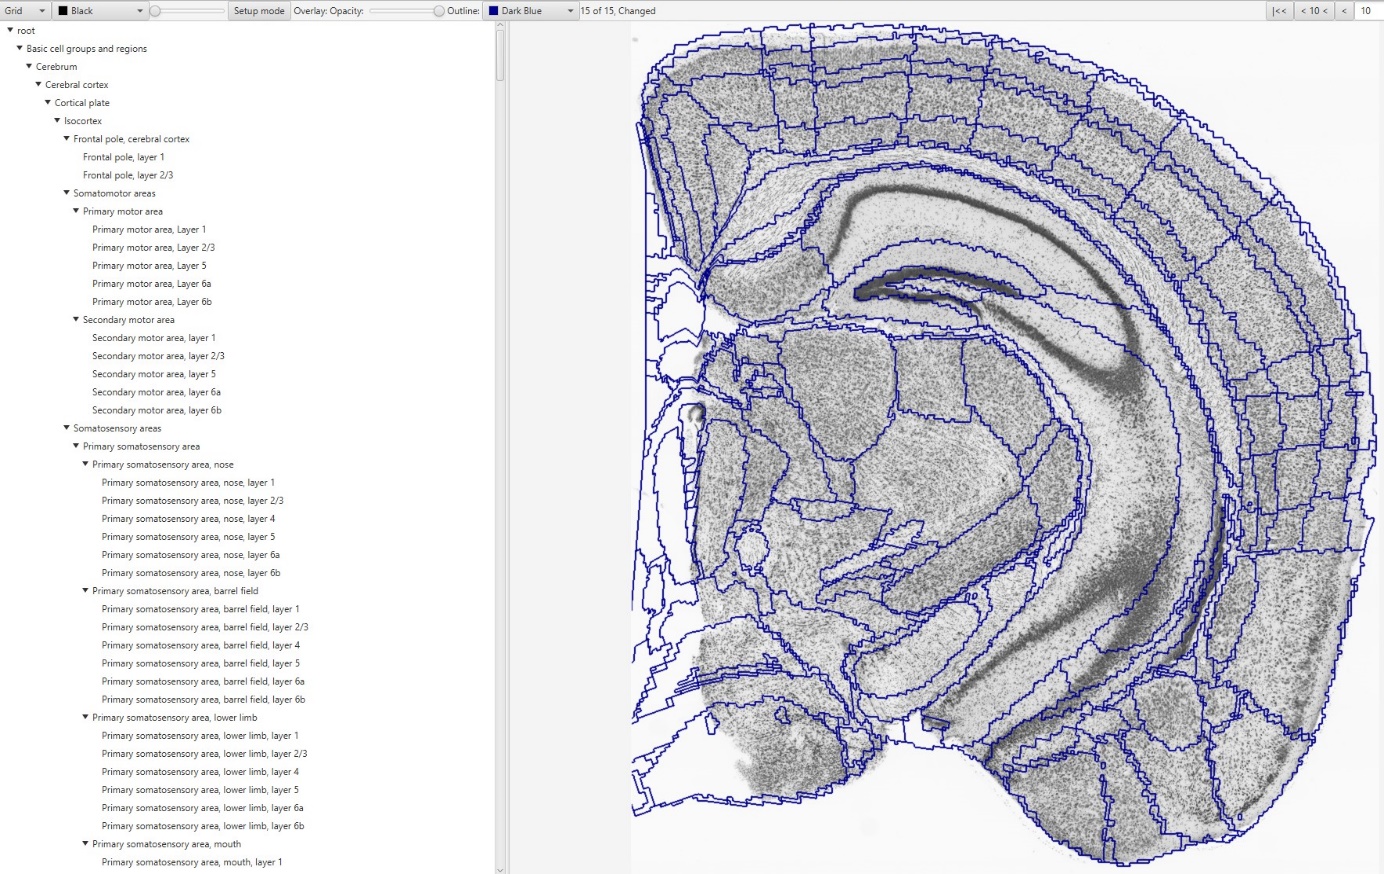 Grid Black Setup mode Overlay: Opacity: Outline: Dark Blue 15 of 15, Changed |<< < 10 < < 10
root
Basic cell groups and regions
Cerebrum
Cerebral cortex
Cortical plate
Isocortex
Frontal pole, cerebral cortex
Frontal pole, layer 1
Frontal pole, layer 2/3
Somatomotor areas
Primary motor area
Primary motor area, Layer 1
Primary motor area, Layer 2/3
Primary motor area, Layer 5
Primary motor area, Layer 6a
Primary motor area, Layer 6b
Secondary motor area
Secondary motor area, layer 1
Secondary motor area, layer 2/3
Secondary motor area, layer 5
Secondary motor area, layer 6a
Secondary motor area, layer 6b
Somatosensory areas
Primary somatosensory area
Primary somatosensory area, nose
Primary somatosensory area, nose, layer 1
Primary somatosensory area, nose, layer 2/3
Primary somatosensory area, nose, layer 4
Primary somatosensory area, nose, layer 5
Primary somatosensory area, nose, layer 6a
Primary somatosensory area, nose, layer 6b
Primary somatosensory area, barrel field
Primary somatosensory area, barrel field, layer 1
Primary somatosensory area, barrel field, layer 2/3
Primary somatosensory area, barrel field, layer 4
Primary somatosensory area, barrel field, layer 5
Primary somatosensory area, barrel field, layer 6a
Primary somatosensory area, barrel field, layer 6b
Primary somatosensory area, lower limb
Primary somatosensory area, lower limb, layer 1
Primary somatosensory area, lower limb, layer 2/3
Primary somatosensory area, lower limb, layer 4
Primary somatosensory area, lower limb, layer 5
Primary somatosensory area, lower limb, layer 6a
Primary somatosensory area, lower limb, layer 6b
Primary somatosensory area, mouth
Primary somatosensory area, mouth, layer 1